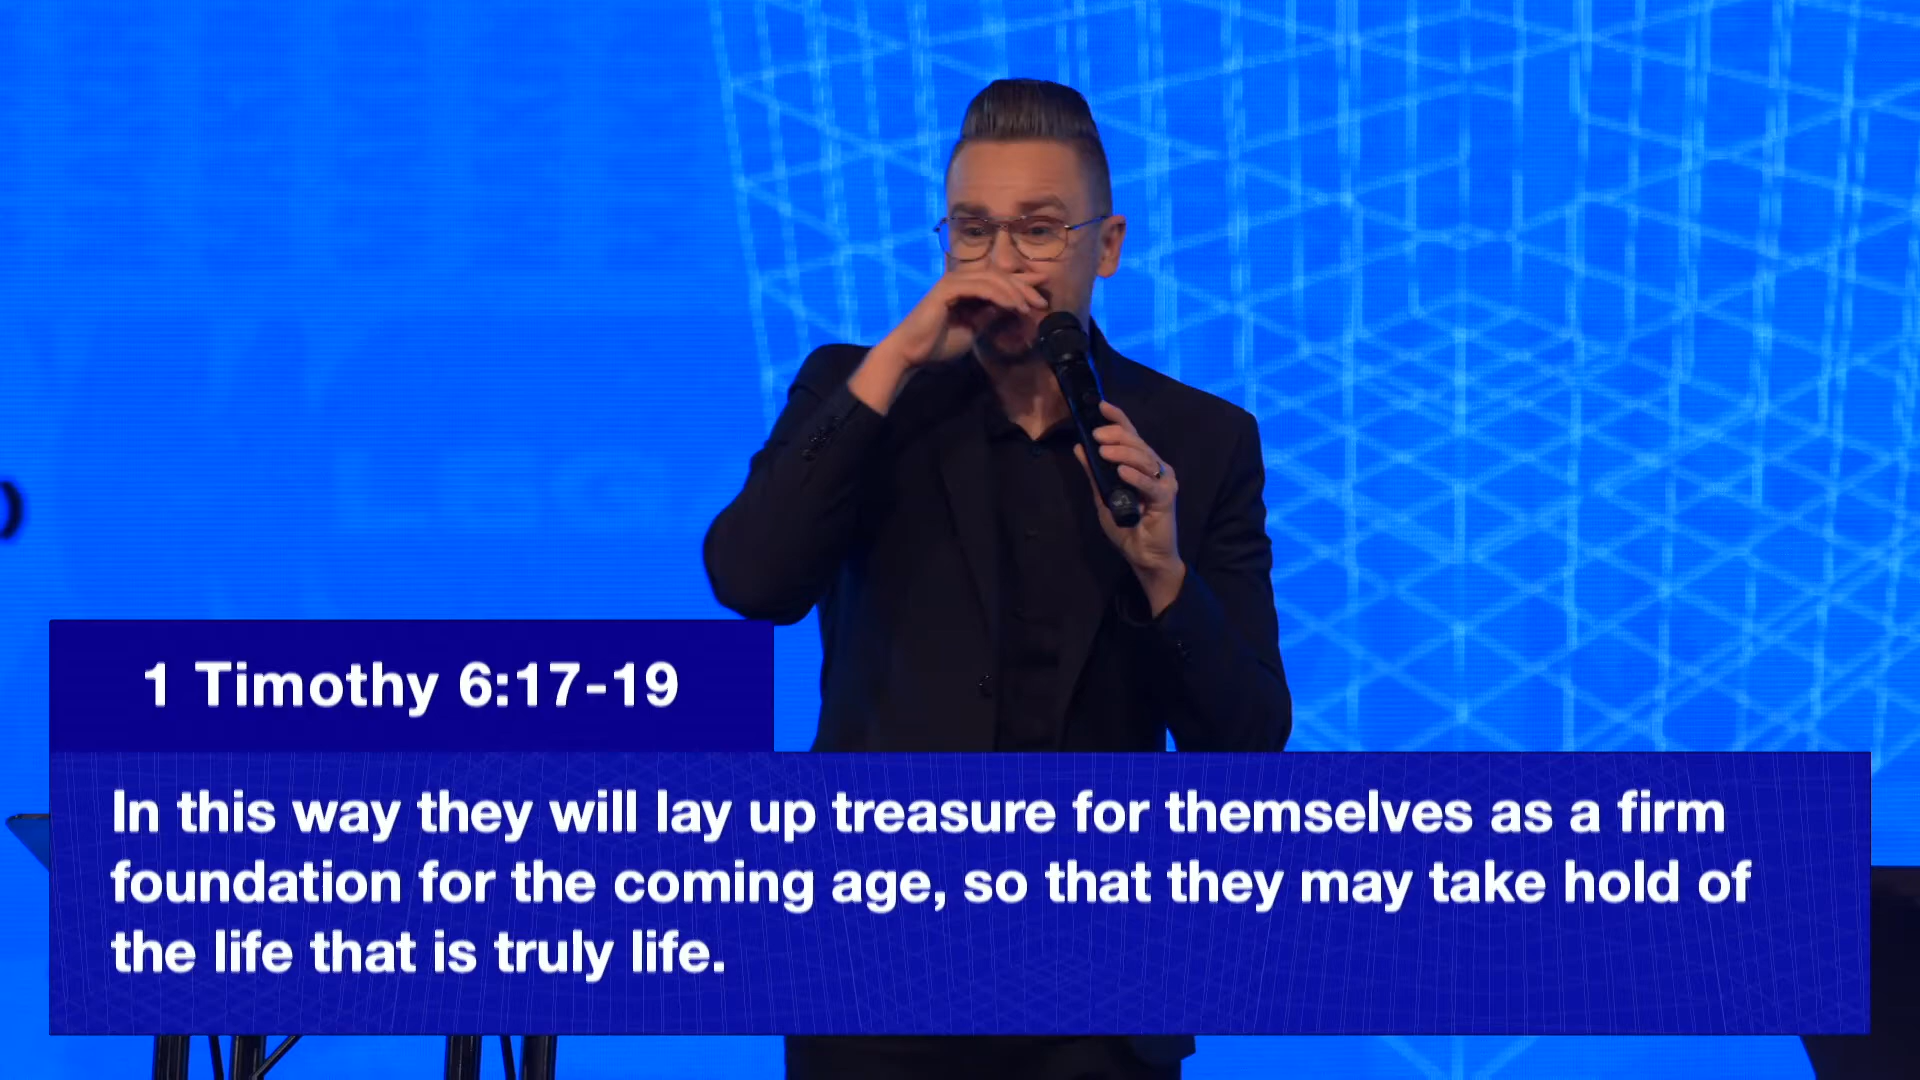 1 Timothy 6:17-19
In this way they will lay up treasure for themselves as a firm
foundation for the coming age, so that they may take hold of
the life that is truly life.